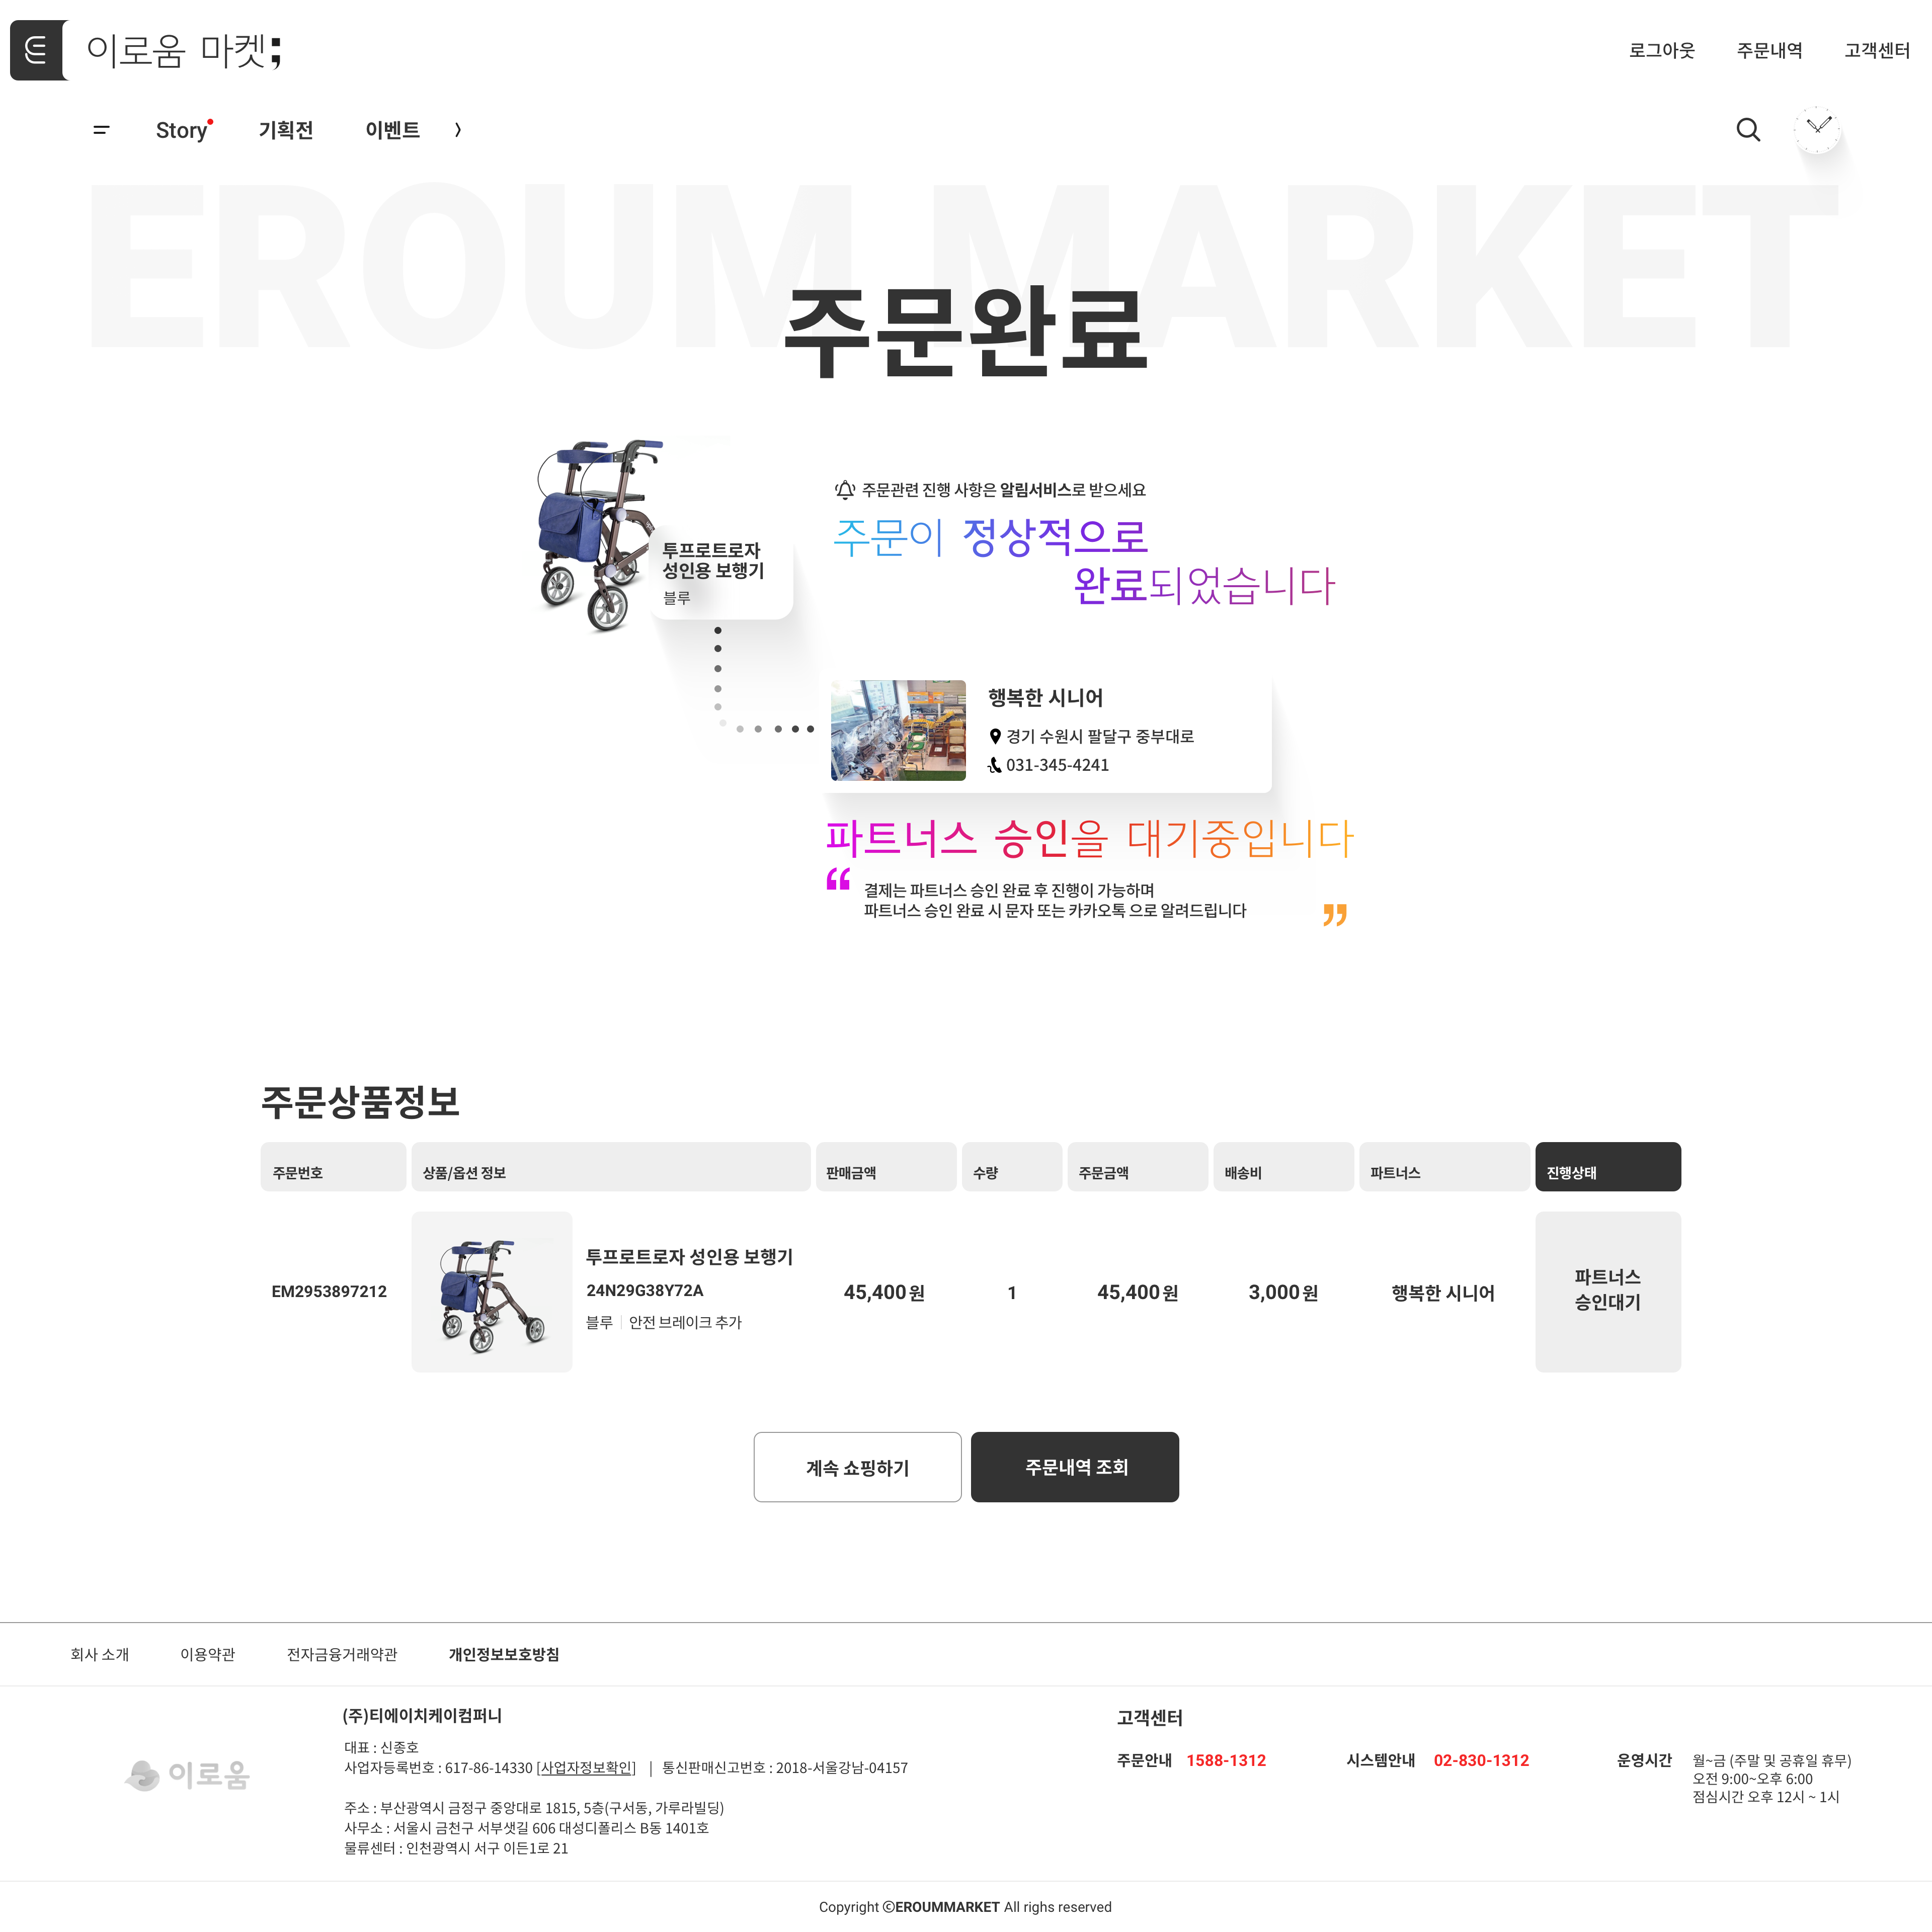 이로움 마켓;
로그아웃
주문내역
고객센터
Story
기획전
이벤트
EROUM MARKET
주문완료
투프로트로자
성인용 보행기
블루
주문관련 진행 사항은 알림서비스로 받으세요
주문이 정상적으로
완료되었습니다
행복한 시니어
경기 수원시 팔달구 중부대로
031-345-4241
파트너스 승인을 대기중입니다
“
결제는 파트너스 승인 완료 후 진행이 가능하며
파트너스 승인 완료 시 문자 또는 카카오톡 으로 알려드립니다
”
주문상품정보
주문번호
상품/옵션 정보
판매금액
수량
주문금액
배송비
파트너스
진행상태
EM2953897212
투프로트로자 성인용 보행기
24N29G38Y72A
블루 | 안전 브레이크 추가
45,400원
1
45,400원
3,000원
행복한 시니어
파트너스
승인대기
계속 쇼핑하기
주문내역 조회
회사 소개
이용약관
전자금융거래약관
개인정보보호방침
이로움
(주)티에이치케이컴퍼니
대표 : 신종호
사업자등록번호 : 617-86-14330 [사업자정보확인] | 통신판매신고번호 : 2018-서울강남-04157
주소 : 부산광역시 금정구 중앙대로 1815, 5층(구서동, 가루라빌딩)
사무소 : 서울시 금천구 서부샛길 606 대성디폴리스 B동 1401호
물류센터 : 인천광역시 서구 이든1로 21
고객센터
주문안내 1588-1312
시스템안내 02-830-1312
운영시간
월~금 (주말 및 공휴일 휴무)
오전 9:00~오후 6:00
점심시간 오후 12시 ~ 1시
Copyright ⓒEROUMMARKET All righs reserved